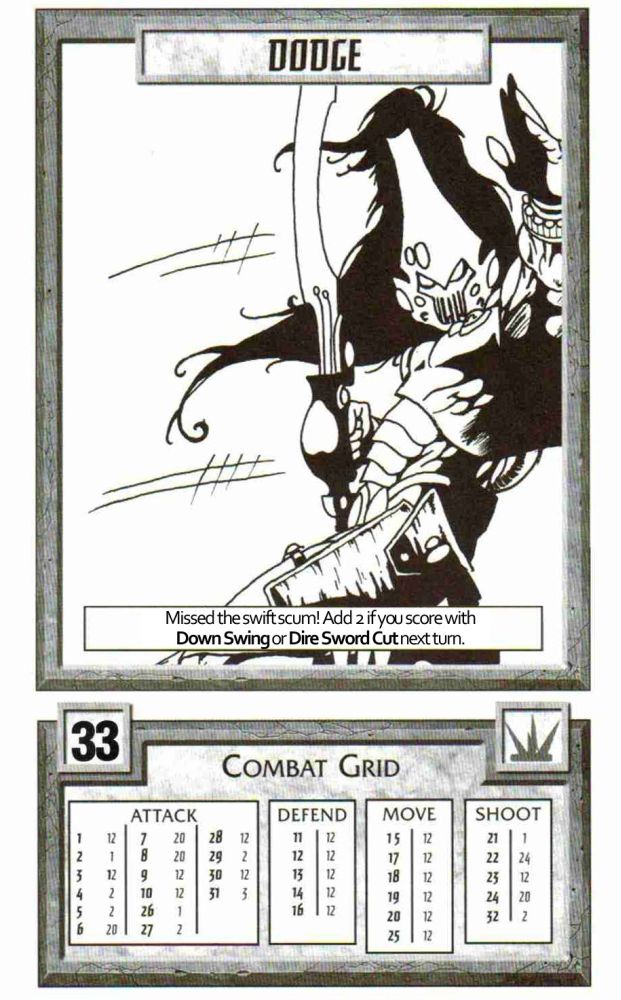 DODGE
Missed the swift scum! Add 2 if you score with
Down Swing or Dire Sword Cut next turn.
33
COMBAT GRID
ATTACK
1 12 7 20 28 12
2 1 8 20 29 2
3 12 9 12 30 12
4 2 10 12 31 3
5 2 26 1
6 20 27 2
DEFEND
11 12
12 12
13 12
14 12
16 12
MOVE
15 12
17 12
18 12
19 12
20 12
25 12
SHOOT
21 1
22 24
23 12
24 20
32 2